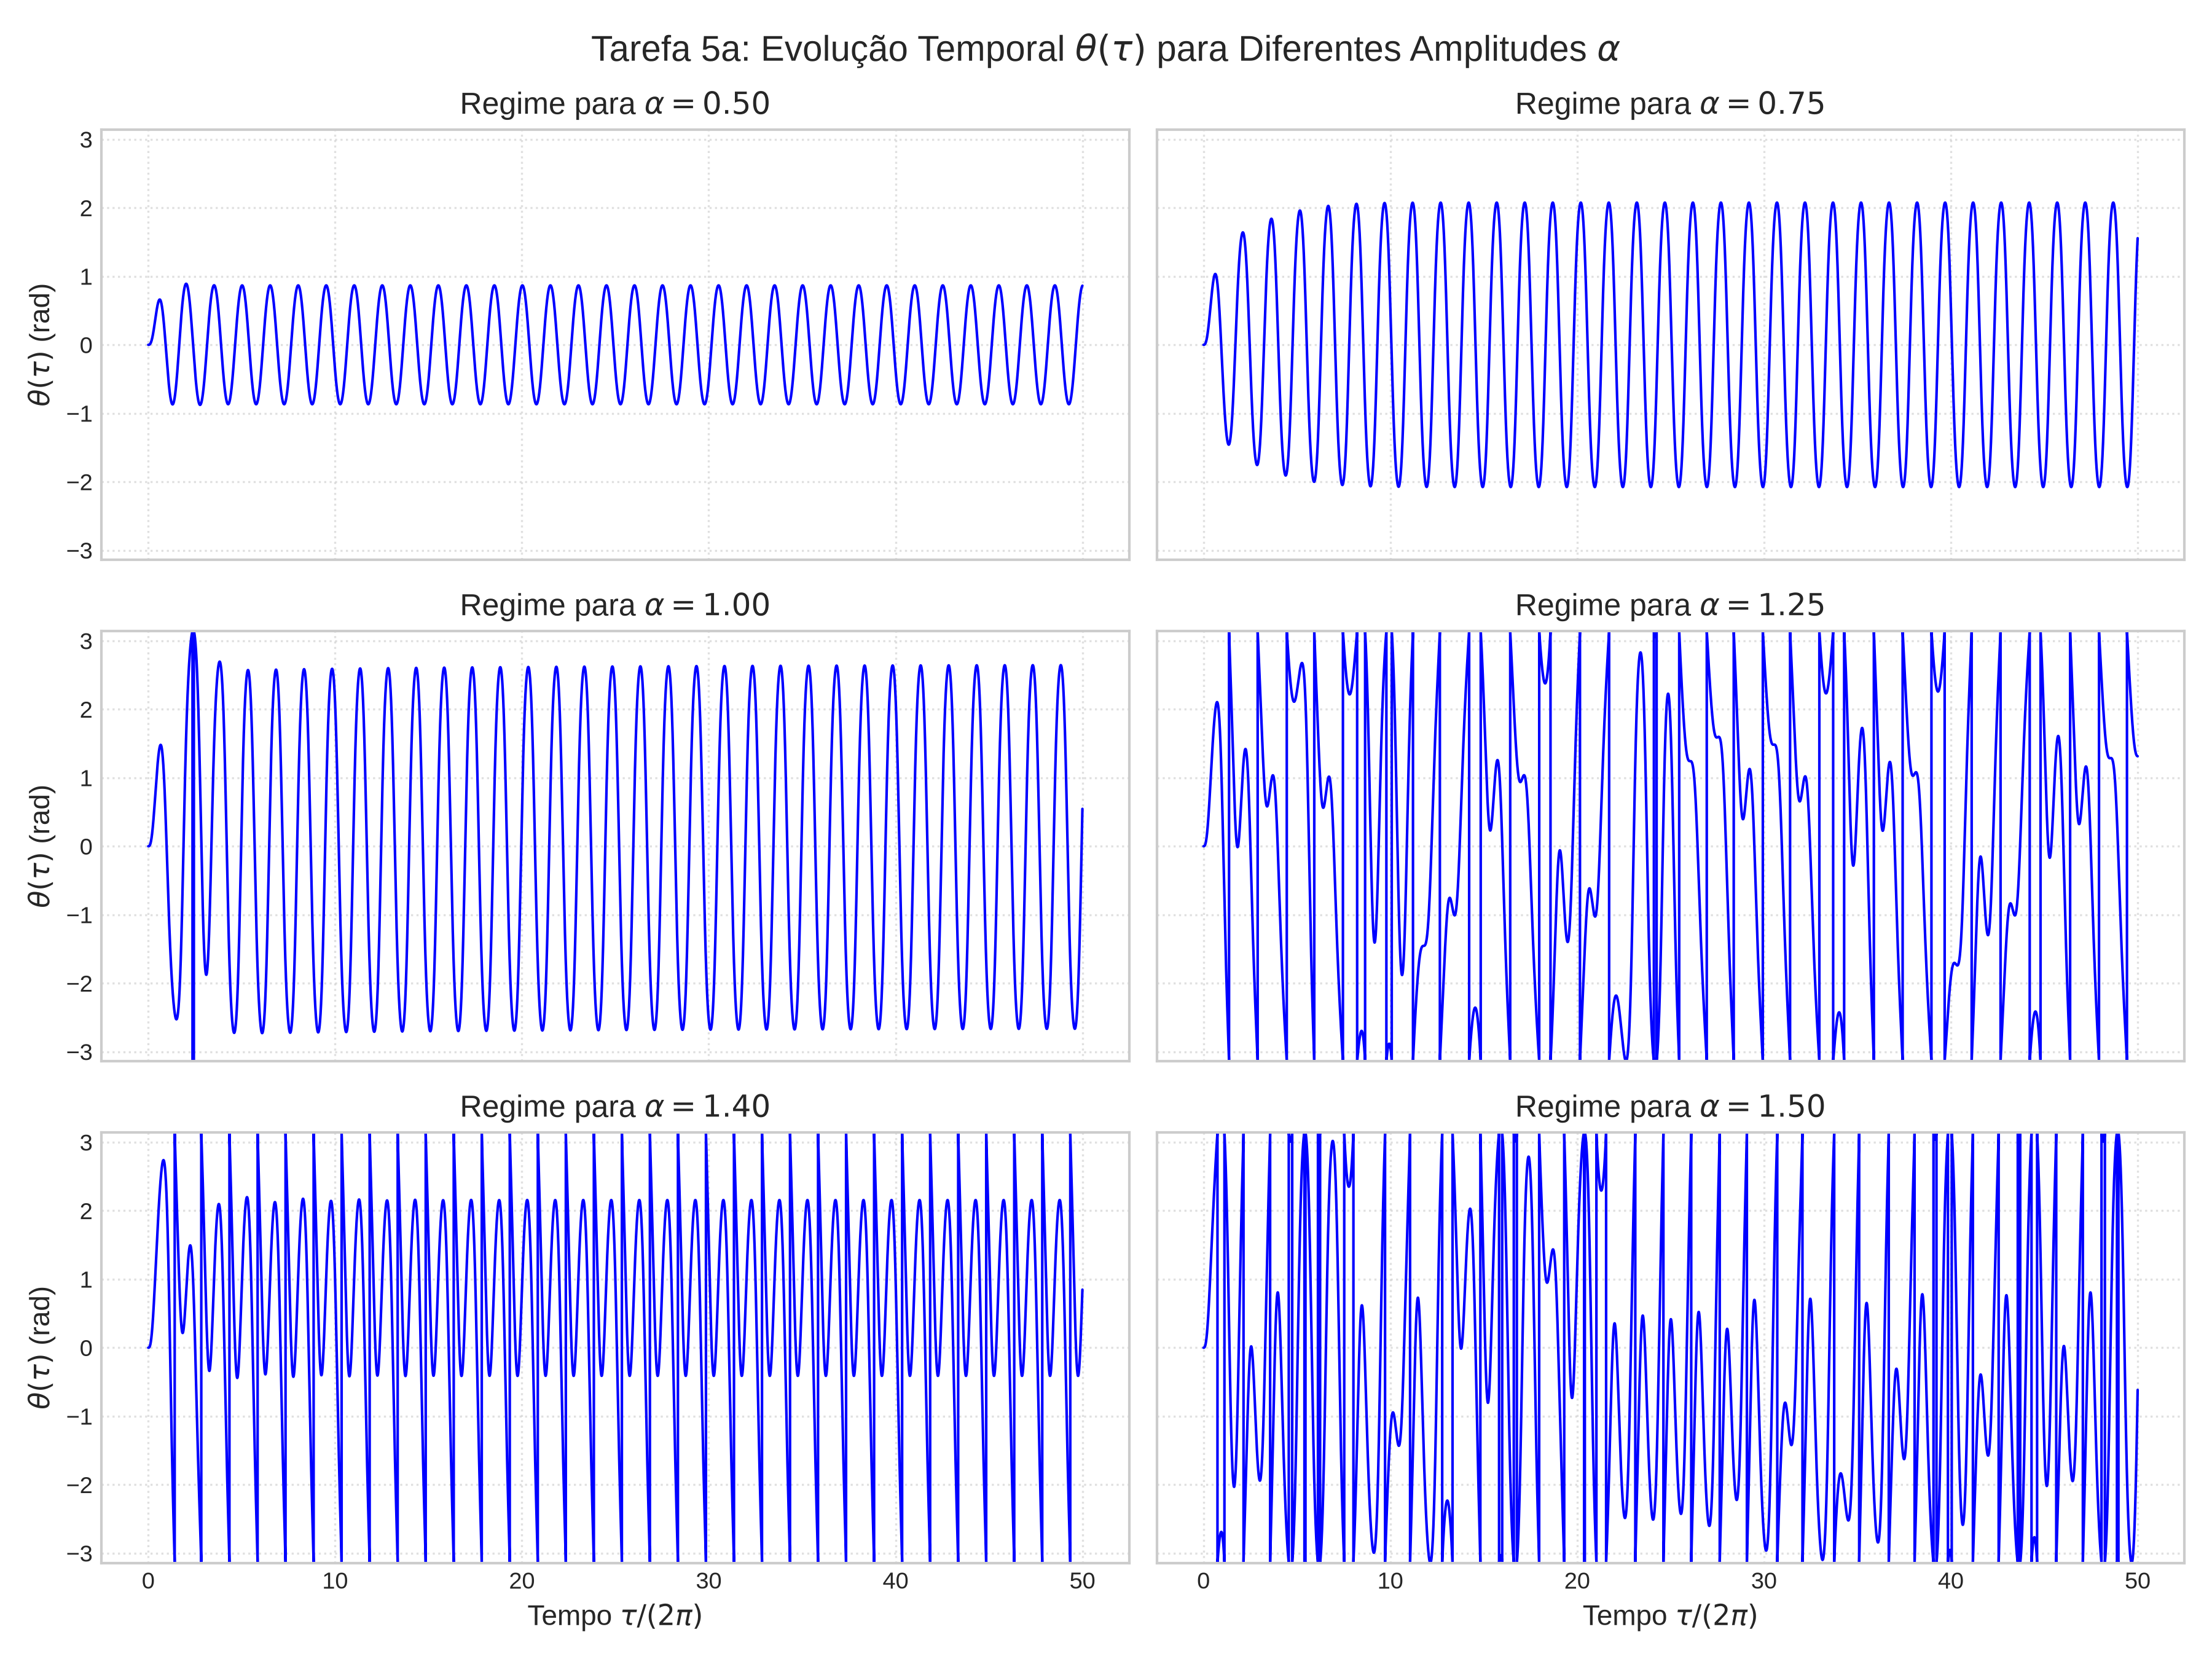 Tarefa 5a: Evolução Temporal θ(τ) para Diferentes Amplitudes α
Regime para α = 0.50
3
2
1
0
−1
−2
−3
θ(τ) (rad)
Regime para α = 0.75
Regime para α = 1.00
3
2
1
0
−1
−2
−3
θ(τ) (rad)
Regime para α = 1.25
Regime para α = 1.40
3
2
1
0
−1
−2
−3
θ(τ) (rad)
0 10 20 30 40 50
Tempo τ/(2π)
Regime para α = 1.50
0 10 20 30 40 50
Tempo τ/(2π)